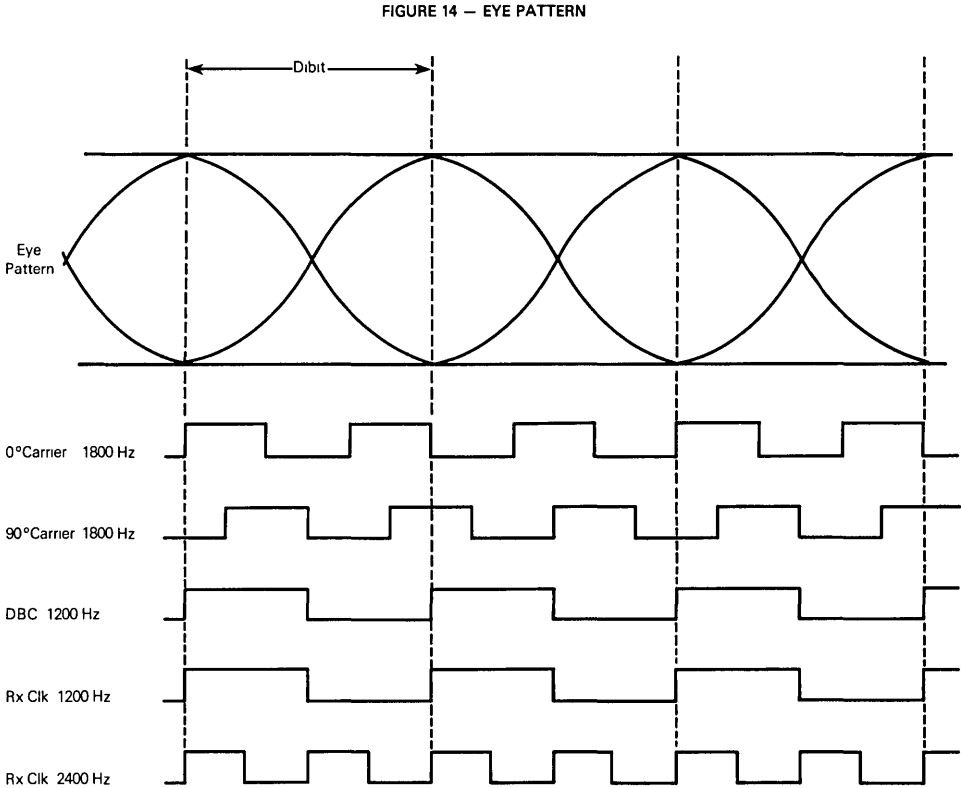 FIGURE 14 — EYE PATTERN
Dibit
Eye
Pattern
0°Carrier 1800 Hz
90°Carrier 1800 Hz
DBC 1200 Hz
Rx Clk 1200 Hz
Rx Clk 2400 Hz